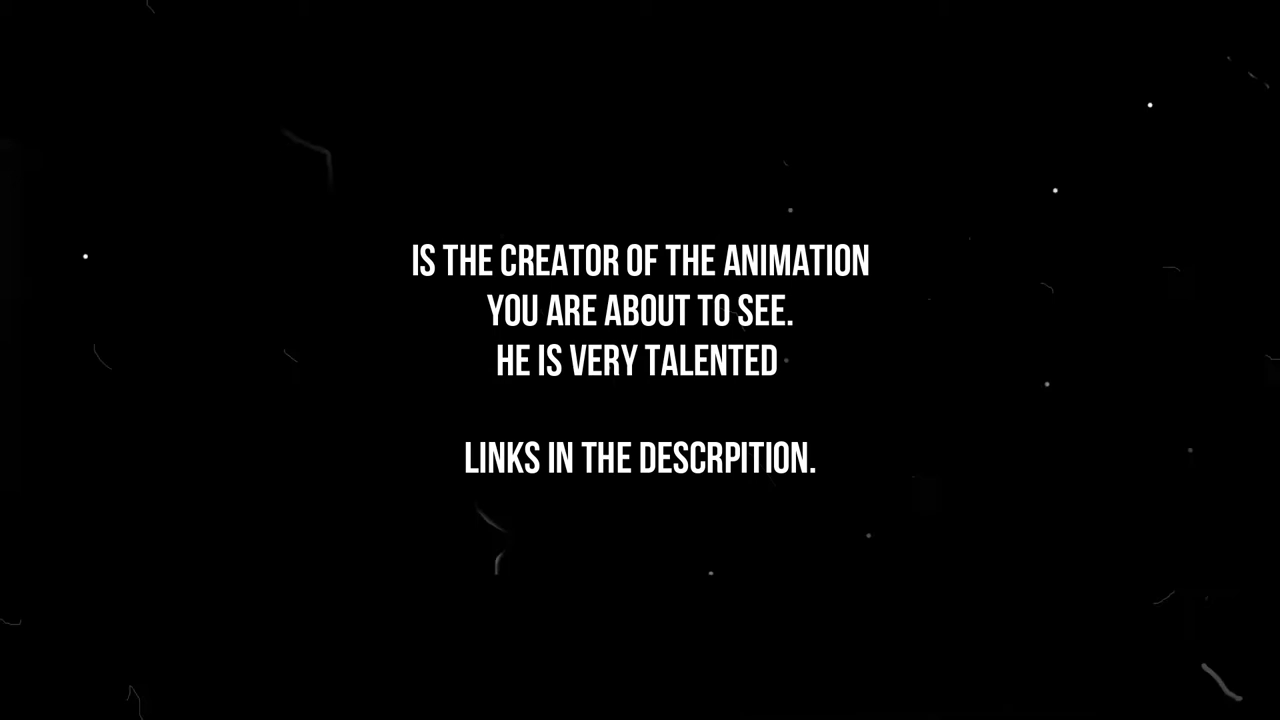 IS THE CREATOR OF THE ANIMATION
YOU ARE ABOUT TO SEE.
HE IS VERY TALENTED
LINKS IN THE DESCRPITION.